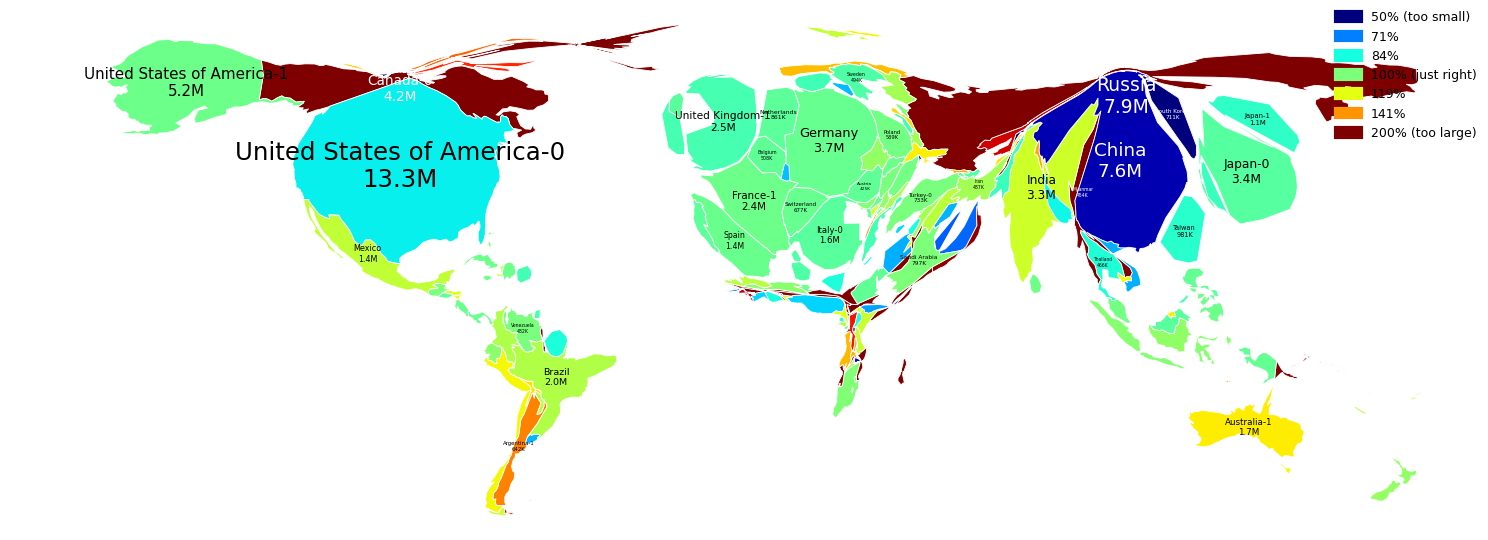 50% (too small)
71%
84%
100% (just right)
119%
141%
200% (too large)
United States of America-1
5.2M
Canada
4.2M
United States of America-0
13.3M
Mexico
1.4M
Venezuela
482K
Brazil
2.0M
Argentina-1
642K
United Kingdom-1
2.5M
Netherlands
861K
Belgium
508K
Sweden
494K
Germany
3.7M
Poland
589K
Austria
425K
France-1
2.4M
Switzerland
677K
Spain
1.4M
Italy-0
1.6M
Turkey-0
733K
Saudi Arabia
797K
Iran
487K
India
3.3M
Russia
7.9M
China
7.6M
South Korea
711K
Japan-1
1.1M
Japan-0
3.4M
Taiwan
981K
Thailand
466K
Australia-1
1.7M